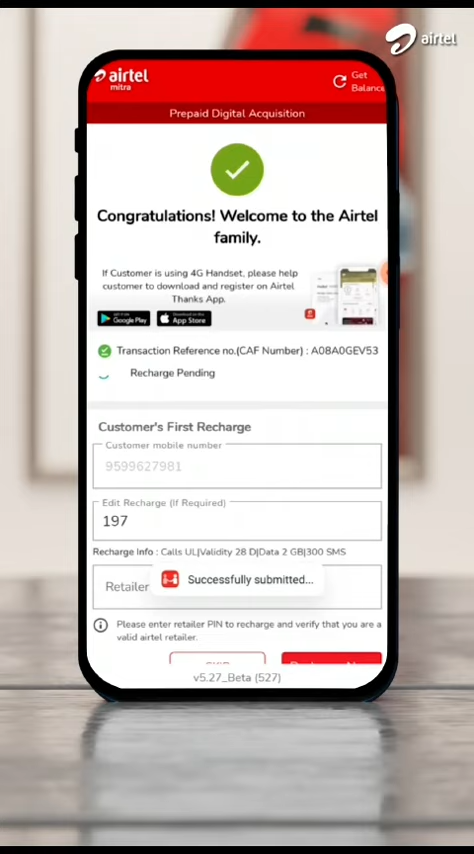 airtel
airtel
mitra
Get
Balance
Prepaid Digital Acquisition
Congratulations! Welcome to the Airtel
family.
If Customer is using 4G Handset, please help
customer to download and register on Airtel
Thanks App.
Google Play
App Store
Transaction Reference no.(CAF Number) : A08A0GEV53
Recharge Pending
Customer's First Recharge
Customer mobile number
9599627981
Edit Recharge (If Required)
197
Recharge Info : Calls UL|Validity 28 D|Data 2 GB|300 SMS
Retailer
Successfully submitted...
Please enter retailer PIN to recharge and verify that you are a
valid airtel retailer.
v5.27_Beta (527)